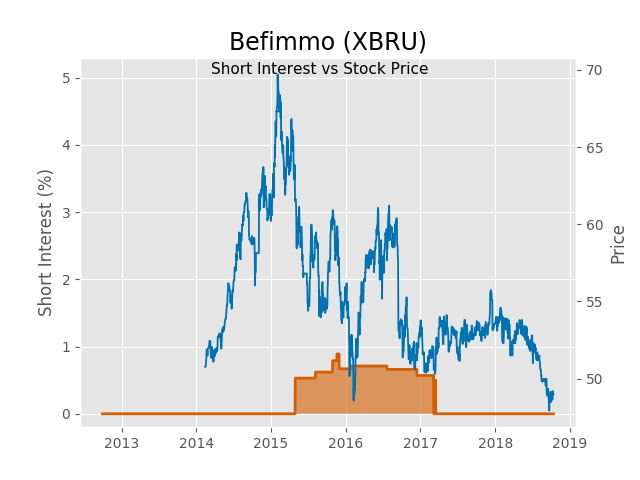 Befimmo (XBRU)
Short Interest vs Stock Price
Short Interest (%)
5
4
3
2
1
0
70
65
60
55
50
Price
2013 2014 2015 2016 2017 2018 2019